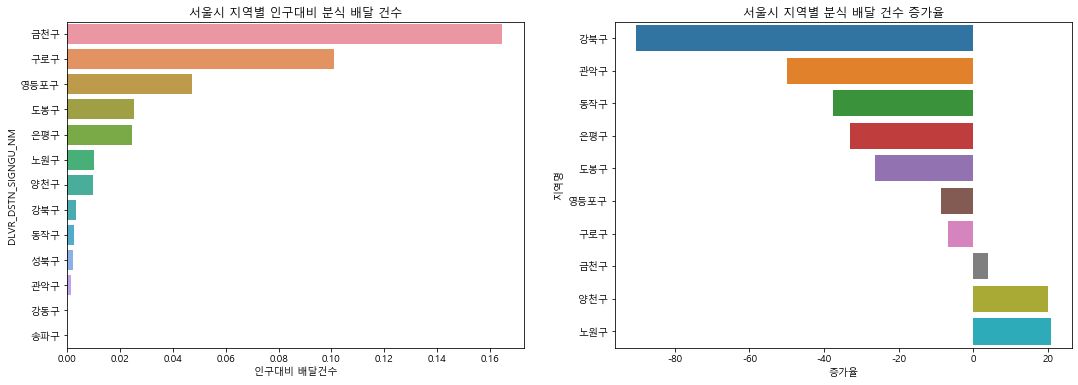 서울시 지역별 인구대비 분식 배달 건수
DLVR_DSTN_SIGNGU_NM
금천구
구로구
영등포구
도봉구
은평구
노원구
양천구
강북구
동작구
성북구
관악구
강동구
송파구
0.00 0.02 0.04 0.06 0.08 0.10 0.12 0.14 0.16
인구대비 배달건수
서울시 지역별 분식 배달 건수 증가율
지역명
강북구
관악구
동작구
은평구
도봉구
영등포구
구로구
금천구
양천구
노원구
-80 -60 -40 -20 0 20
증가율